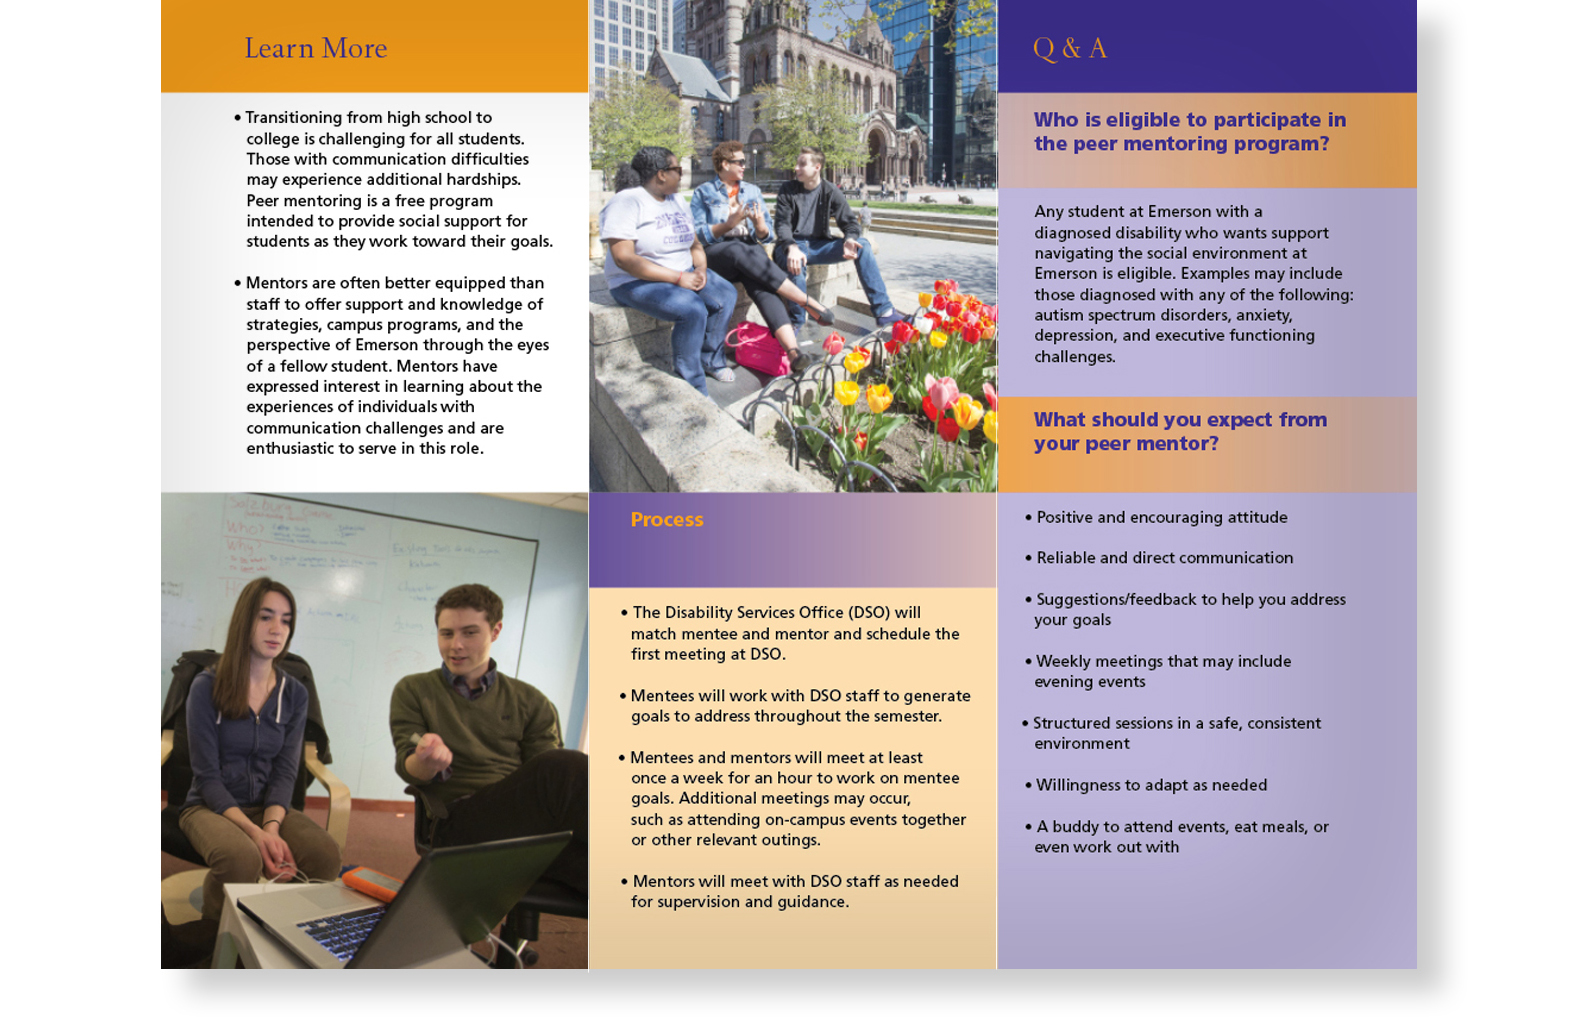 Learn More
• Transitioning from high school to
college is challenging for all students.
Those with communication difficulties
may experience additional hardships.
Peer mentoring is a free program
intended to provide social support for
students as they work toward their goals.
• Mentors are often better equipped than
staff to offer support and knowledge of
strategies, campus programs, and the
perspective of Emerson through the eyes
of a fellow student. Mentors have
expressed interest in learning about the
experiences of individuals with
communication challenges and are
enthusiastic to serve in this role.
Who?
Why?
Process
• The Disability Services Office (DSO) will
match mentee and mentor and schedule the
first meeting at DSO.
• Mentees will work with DSO staff to generate
goals to address throughout the semester.
• Mentees and mentors will meet at least
once a week for an hour to work on mentee
goals. Additional meetings may occur,
such as attending on-campus events together
or other relevant outings.
• Mentors will meet with DSO staff as needed
for supervision and guidance.
Q & A
Who is eligible to participate in
the peer mentoring program?
Any student at Emerson with a
diagnosed disability who wants support
navigating the social environment at
Emerson is eligible. Examples may include
those diagnosed with any of the following:
autism spectrum disorders, anxiety,
depression, and executive functioning
challenges.
What should you expect from
your peer mentor?
• Positive and encouraging attitude
• Reliable and direct communication
• Suggestions/feedback to help you address
your goals
• Weekly meetings that may include
evening events
• Structured sessions in a safe, consistent
environment
• Willingness to adapt as needed
• A buddy to attend events, eat meals, or
even work out with